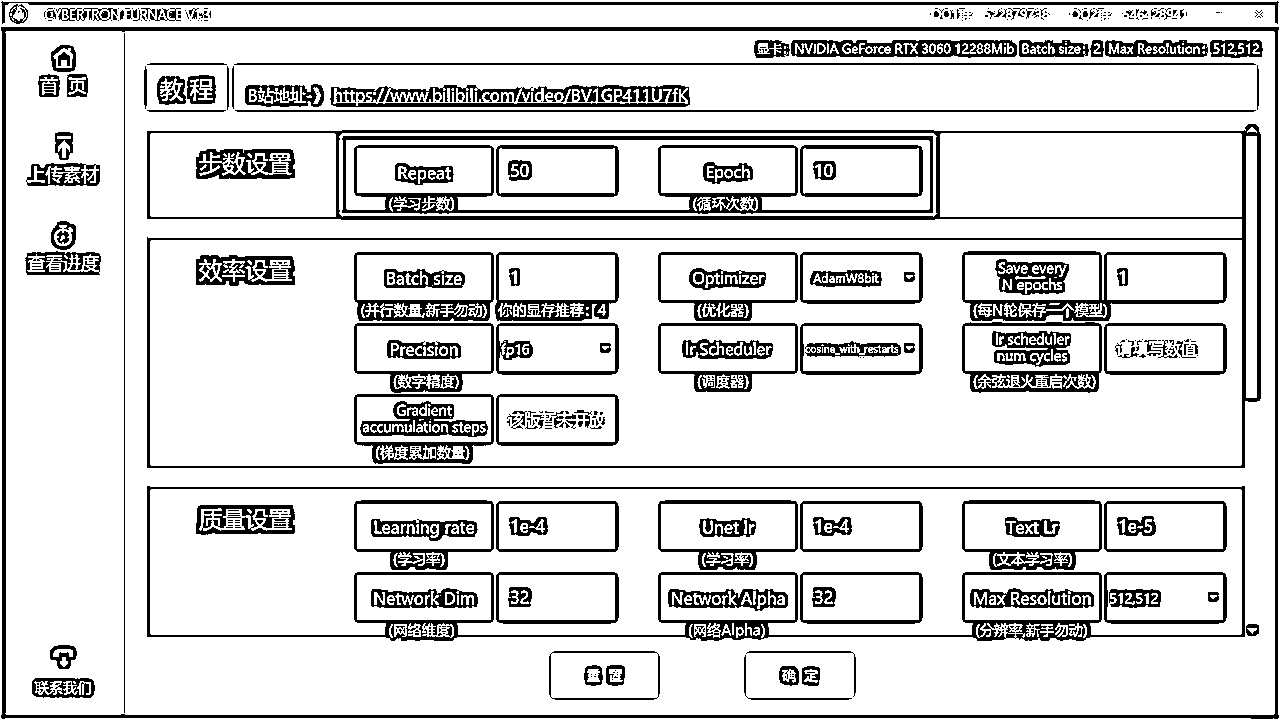 CYBERTRON FURNACE V1.3
显卡: NVIDIA GeForce RTX 3060 12288Mib Batch size: 2 Max Resolution: 512,512
首 页
上传素材
查看进度
联系我们
教程
B站地址:) https://www.bilibili.com/video/BV1GP411U7fK
步数设置
Repeat 50 Epoch 10
(学习步数) (循环次数)
效率设置
Batch size 1 Optimizer AdamW8bit Save every N epochs 1
(并行数量,新手勿动) 你的显存推荐: [4 (优化器) (每N轮保存一个模型)
Precision fp16 lr Scheduler cosine_with_restarts lr scheduler num cycles 请填写数值
(数字精度) (调度器) (余弦退火重启次数)
Gradient accumulation steps 该版暂未开放
(梯度累加数量)
质量设置
Learning rate 1e-4 Unet lr 1e-4 Text Lr 1e-5
(学习率) (学习率) (文本学习率)
Network Dim 32 Network Alpha 32 Max Resolution 512,512
(网络维度) (网络Alpha) (分辨率,新手勿动)
重 置 确 定